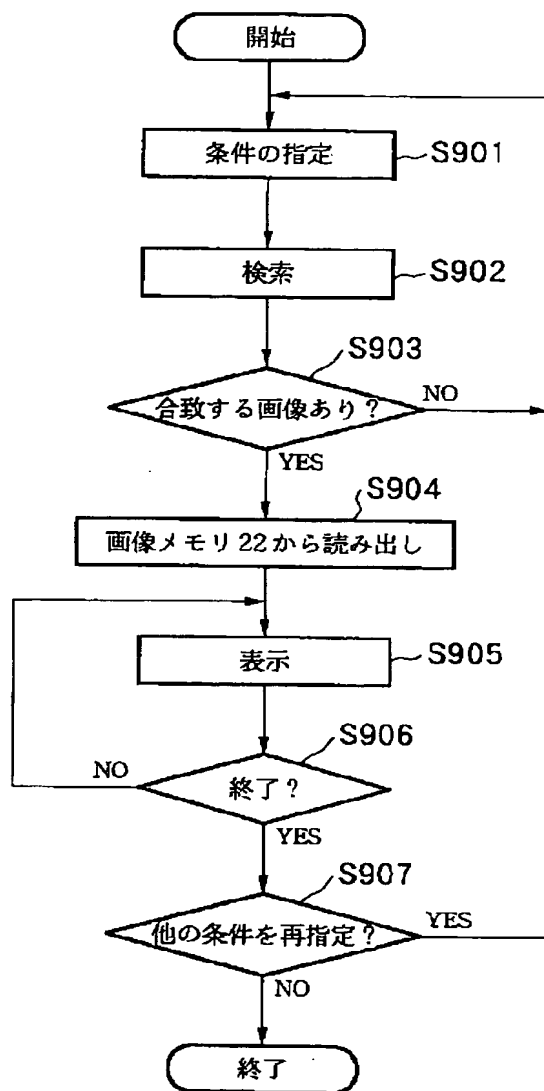 開始
条件の指定
S901
検索
S902
S903
合致する画像あり?
NO
YES
S904
画像メモリ22から読み出し
表示
S905
S906
NO
終了?
YES
S907
他の条件を再指定?
YES
NO
終了